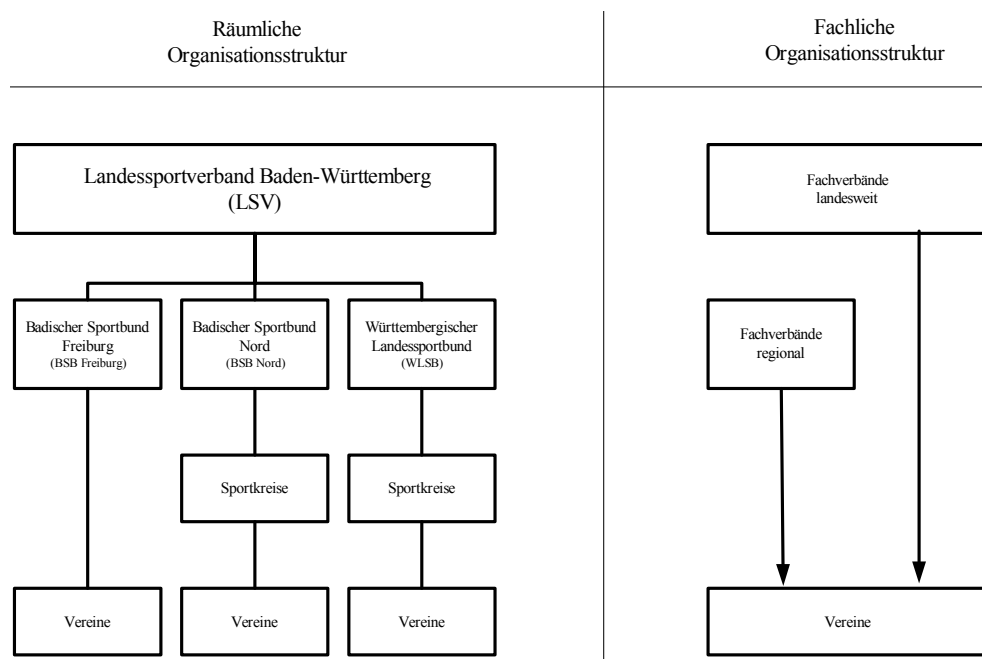 Räumliche
Organisationsstruktur
Fachliche
Organisationsstruktur
Landessportverband Baden-Württemberg
(LSV)
Fachverbände
landesweit
Badischer Sportbund
Freiburg
(BSB Freiburg)
Badischer Sportbund
Nord
(BSB Nord)
Württembergischer
Landessportbund
(WLSB)
Fachverbände
regional
Sportkreise
Sportkreise
Vereine
Vereine
Vereine
Vereine